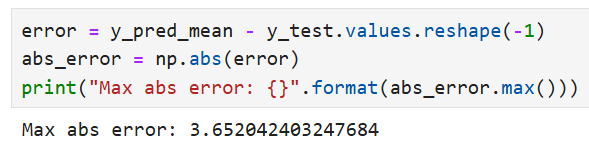 error = y_pred_mean - y_test.values.reshape(-1)
abs_error = np.abs(error)
print("Max abs error: {}".format(abs_error.max()))
Max abs error: 3.652042403247684